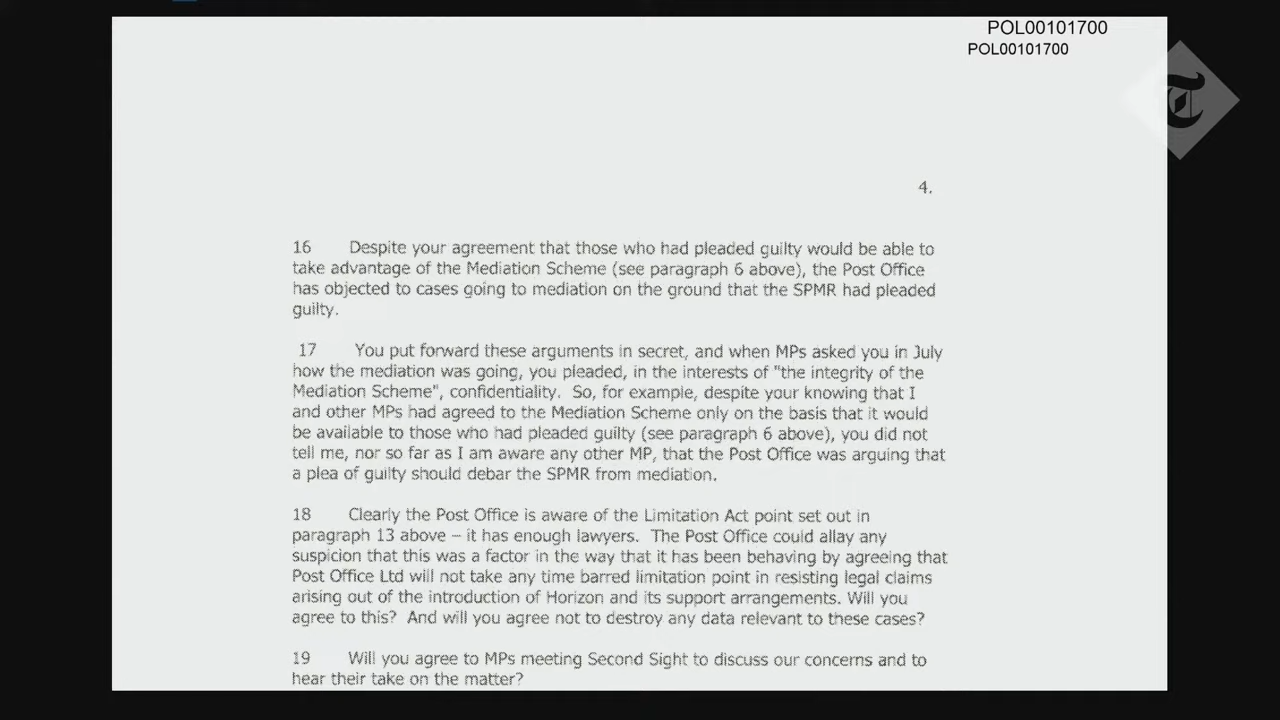 POL00101700
POL00101700
4.
16 Despite your agreement that those who had pleaded guilty would be able to
take advantage of the Mediation Scheme (see paragraph 6 above), the Post Office
has objected to cases going to mediation on the ground that the SPMR had pleaded
guilty.
17 You put forward these arguments in secret, and when MPs asked you in July
how the mediation was going, you pleaded, in the interests of "the integrity of the
Mediation Scheme", confidentiality. So, for example, despite your knowing that I
and other MPs had agreed to the Mediation Scheme only on the basis that it would
be available to those who had pleaded guilty (see paragraph 6 above), you did not
tell me, nor so far as I am aware any other MP, that the Post Office was arguing that
a plea of guilty should debar the SPMR from mediation.
18 Clearly the Post Office is aware of the Limitation Act point set out in
paragraph 13 above – it has enough lawyers. The Post Office could allay any
suspicion that this was a factor in the way that it has been behaving by agreeing that
Post Office Ltd will not take any time barred limitation point in resisting legal claims
arising out of the introduction of Horizon and its support arrangements. Will you
agree to this? And will you agree not to destroy any data relevant to these cases?
19 Will you agree to MPs meeting Second Sight to discuss our concerns and to
hear their take on the matter?
T